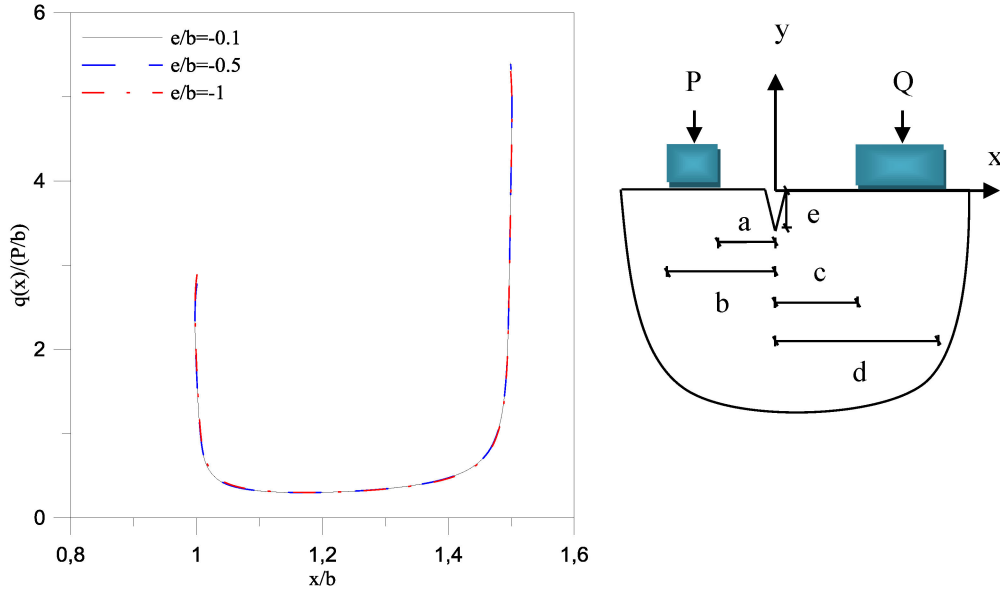 6
e/b=-0.1
e/b=-0.5
e/b=-1
4
q(x)/(P/b)
2
0
0,8
1
1,2
1,4
1,6
x/b
y
P
Q
x
e
a
c
b
d